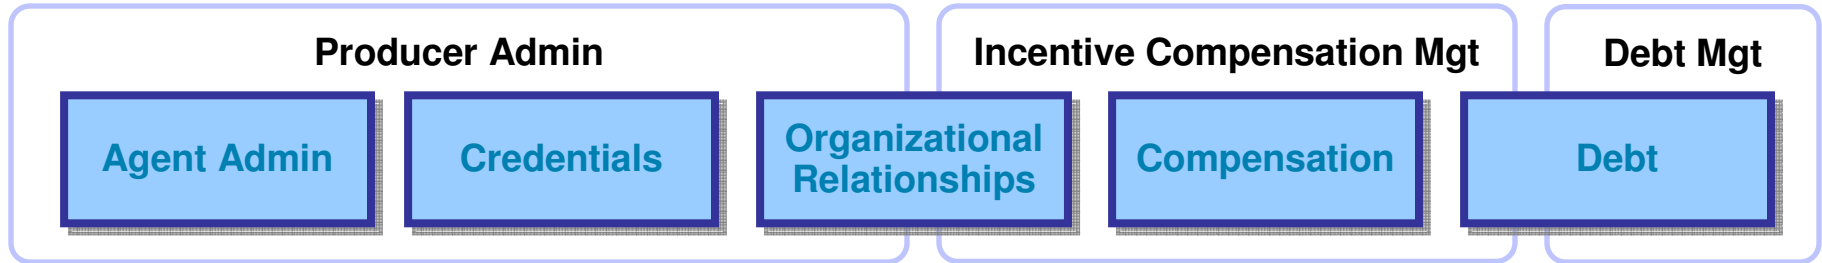 Producer Admin
Incentive Compensation Mgt
Debt Mgt
Agent Admin
Credentials
Organizational
Relationships
Compensation
Debt